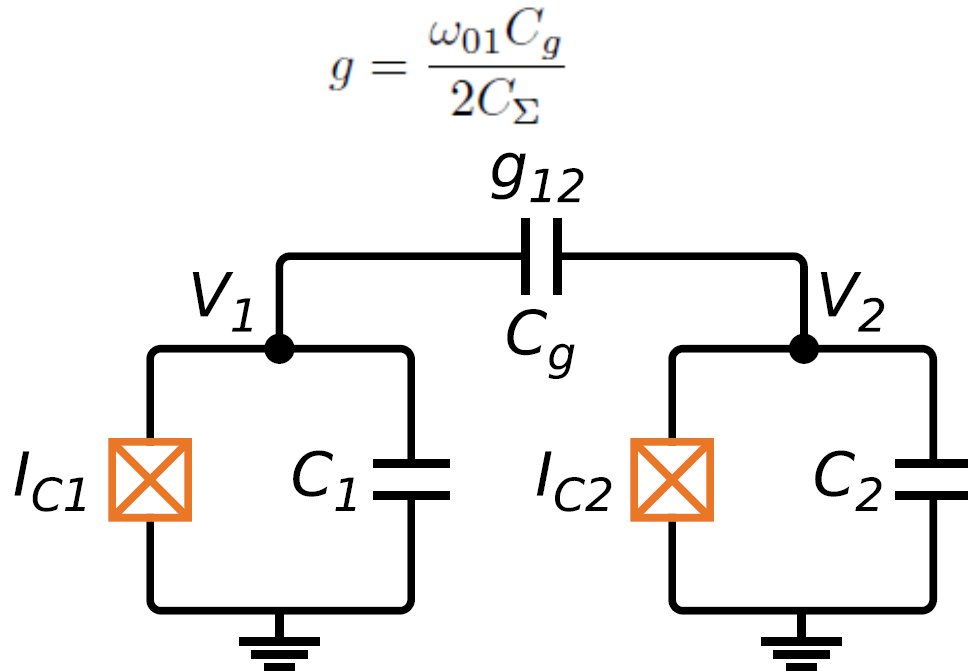 g = ω₀₁C_g / 2C_Σ
g₁₂
V₁
V₂
C_g
I_C1
C₁
I_C2
C₂